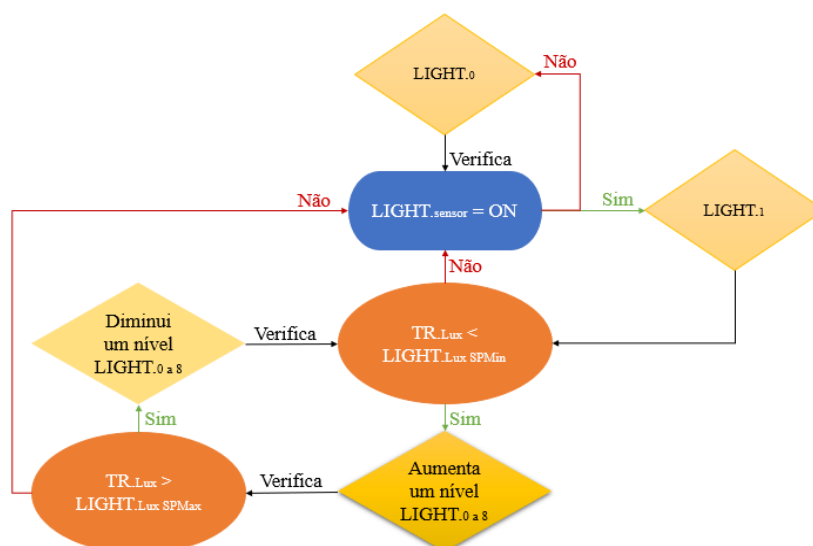 LIGHT.0
Não
Verifica
Não
LIGHT.sensor = ON
Sim
LIGHT.1
Não
Diminui
um nível
LIGHT.0 a 8
Verifica
TR.Lux <
LIGHT.Lux SPMin
Sim
Sim
TR.Lux >
LIGHT.Lux SPMax
Verifica
Aumenta
um nível
LIGHT.0 a 8